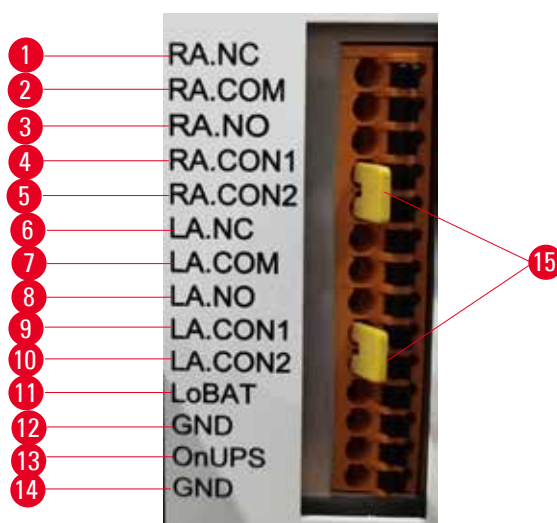 1 RA.NC
2 RA.COM
3 RA.NO
4 RA.CON1
5 RA.CON2
6 LA.NC
7 LA.COM
8 LA.NO
9 LA.CON1
10 LA.CON2
11 LoBAT
12 GND
13 OnUPS
14 GND
15